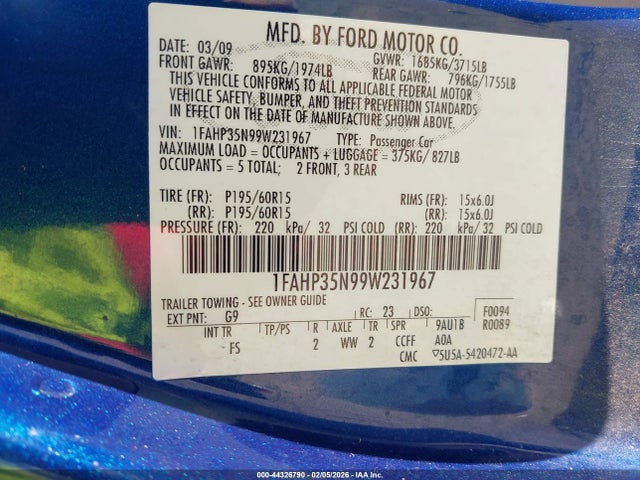 MFD. BY FORD MOTOR CO.
DATE: 03/09 GVWR: 1685KG/3715LB
FRONT GAWR: 895KG/1974LB REAR GAWR: 796KG/1755LB
THIS VEHICLE CONFORMS TO ALL APPLICABLE FEDERAL MOTOR
VEHICLE SAFETY, BUMPER, AND THEFT PREVENTION STANDARDS
IN EFFECT ON THE DATE OF MANUFACTURE SHOWN ABOVE.
VIN: 1FAHP35N99W231967 TYPE: Passenger Car
MAXIMUM LOAD = OCCUPANTS + LUGGAGE = 375KG/ 827LB
OCCUPANTS = 5 TOTAL; 2 FRONT, 3 REAR
TIRE (FR): P195/60R15 RIMS (FR): 15x6.0J
(RR): P195/60R15 (RR): 15x6.0J
PRESSURE (FR): 220 kPa/ 32 PSI COLD (RR): 220 kPa/ 32 PSI COLD
1FAHP35N99W231967
TRAILER TOWING - SEE OWNER GUIDE
EXT PNT: G9 RC: 23 DSO: F0094
INT TR TP/PS R AXLE TR SPR 9AU1B R0089
FS 2 WW 2 CCFF A0A
CMC ▽5U5A-5420472-AA
000-44326790 - 02/05/2026 - IAA.